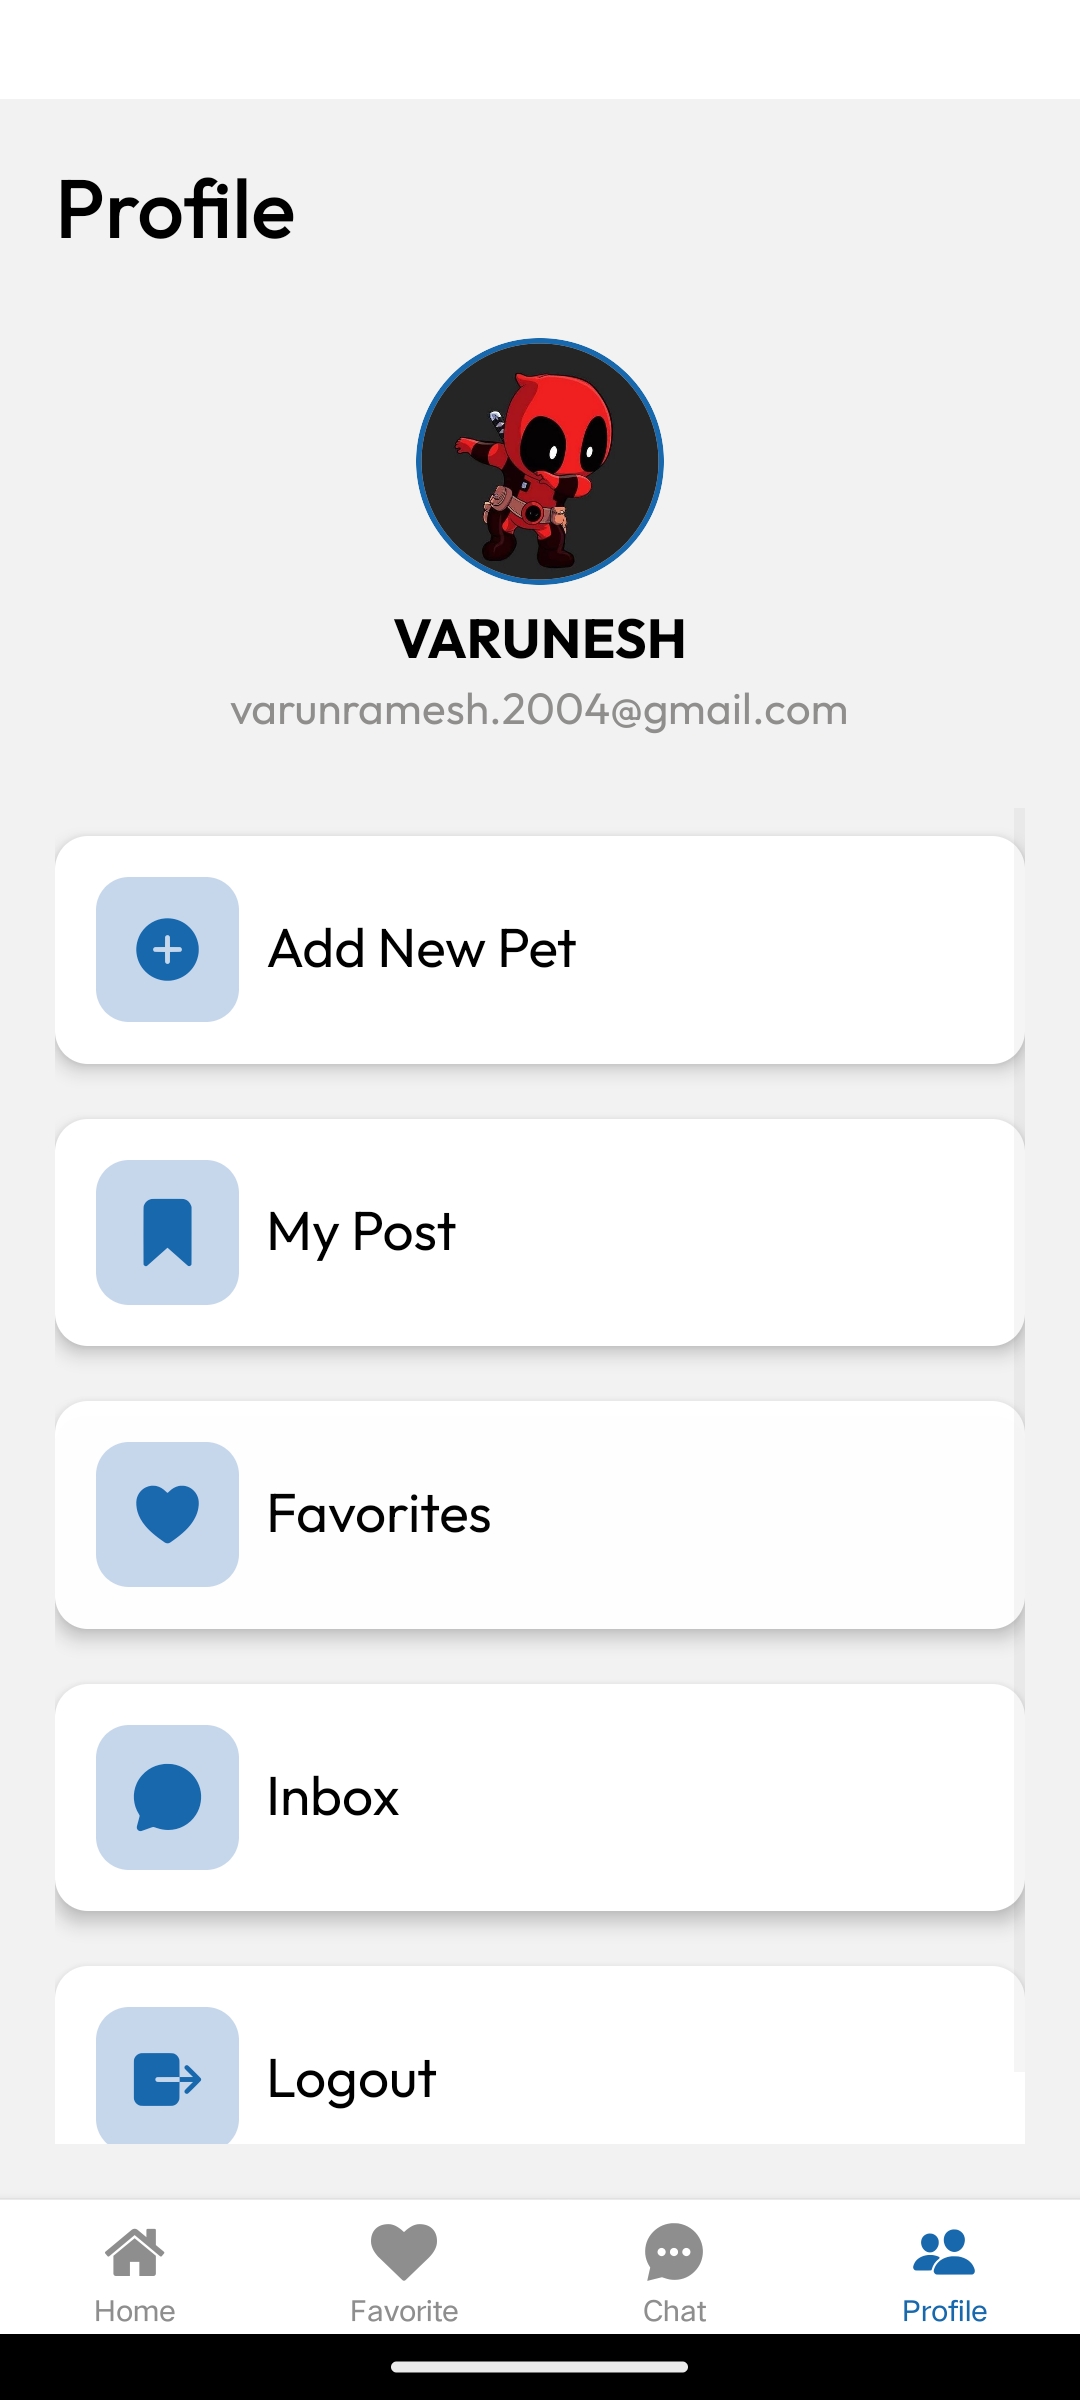 Profile
VARUNESH
varunramesh.2004@gmail.com
Add New Pet
My Post
Favorites
Inbox
Logout
Home
Favorite
Chat
Profile